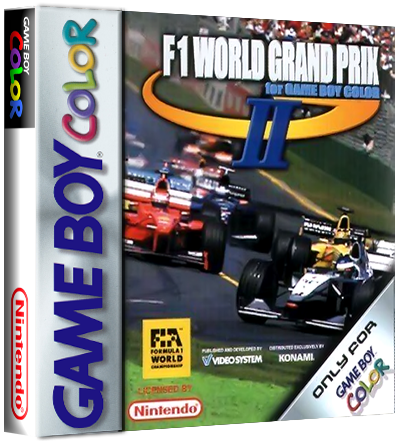 GAME BOY
COLOR
Nintendo
GAME BOY COLOR
F1 WORLD GRAND PRIX
for GAME BOY COLOR
II
FIA
FORMULA 1
WORLD
CHAMPIONSHIP
PUBLISHED AND DEVELOPED BY
VIDEO SYSTEM
DISTRIBUTED EXCLUSIVELY BY
KONAMI
LICENSED BY
Nintendo
ONLY FOR
GAME BOY
COLOR